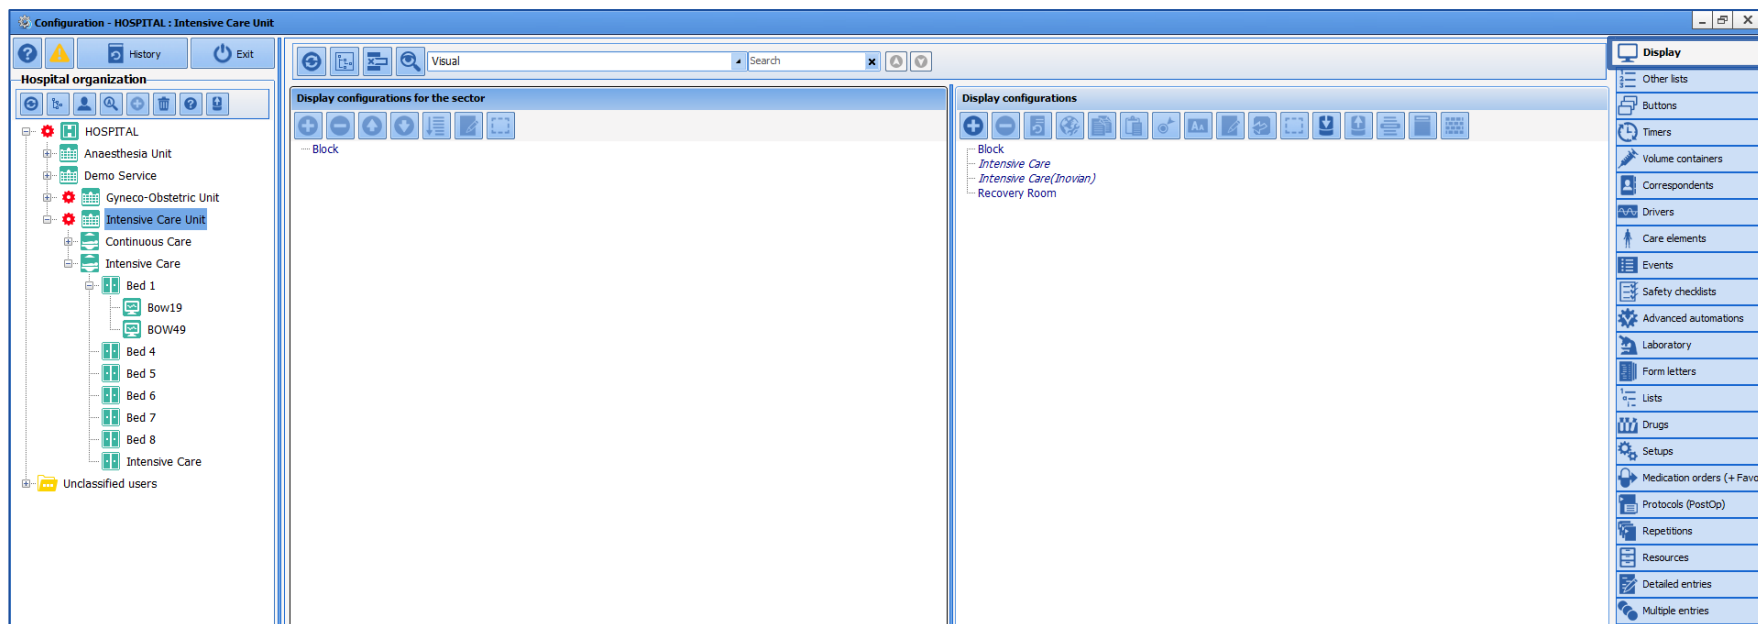 Configuration - HOSPITAL : Intensive Care Unit
History
Exit
Hospital organization
HOSPITAL
Anaesthesia Unit
Demo Service
Gyneco-Obstetric Unit
Intensive Care Unit
Continuous Care
Intensive Care
Bed 1
Bow19
BOW49
Bed 4
Bed 5
Bed 6
Bed 7
Bed 8
Intensive Care
Unclassified users
Visual
Search
Display configurations for the sector
Block
Display configurations
Block
Intensive Care
Intensive Care(Inovian)
Recovery Room
Display
Other lists
Buttons
Timers
Volume containers
Correspondents
Drivers
Care elements
Events
Safety checklists
Advanced automations
Laboratory
Form letters
Lists
Drugs
Setups
Medication orders (+ Favo
Protocols (PostOp)
Repetitions
Resources
Detailed entries
Multiple entries